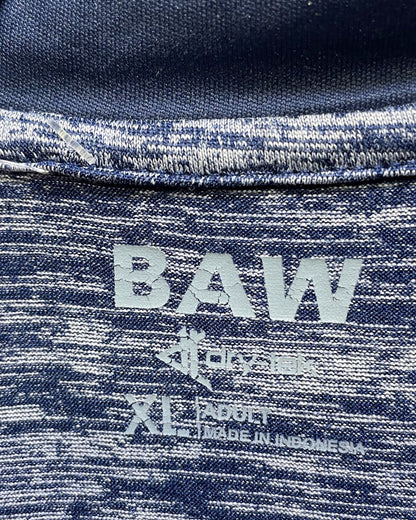 BAW
dry-tek
XL
ADULT
MADE IN INDONESIA